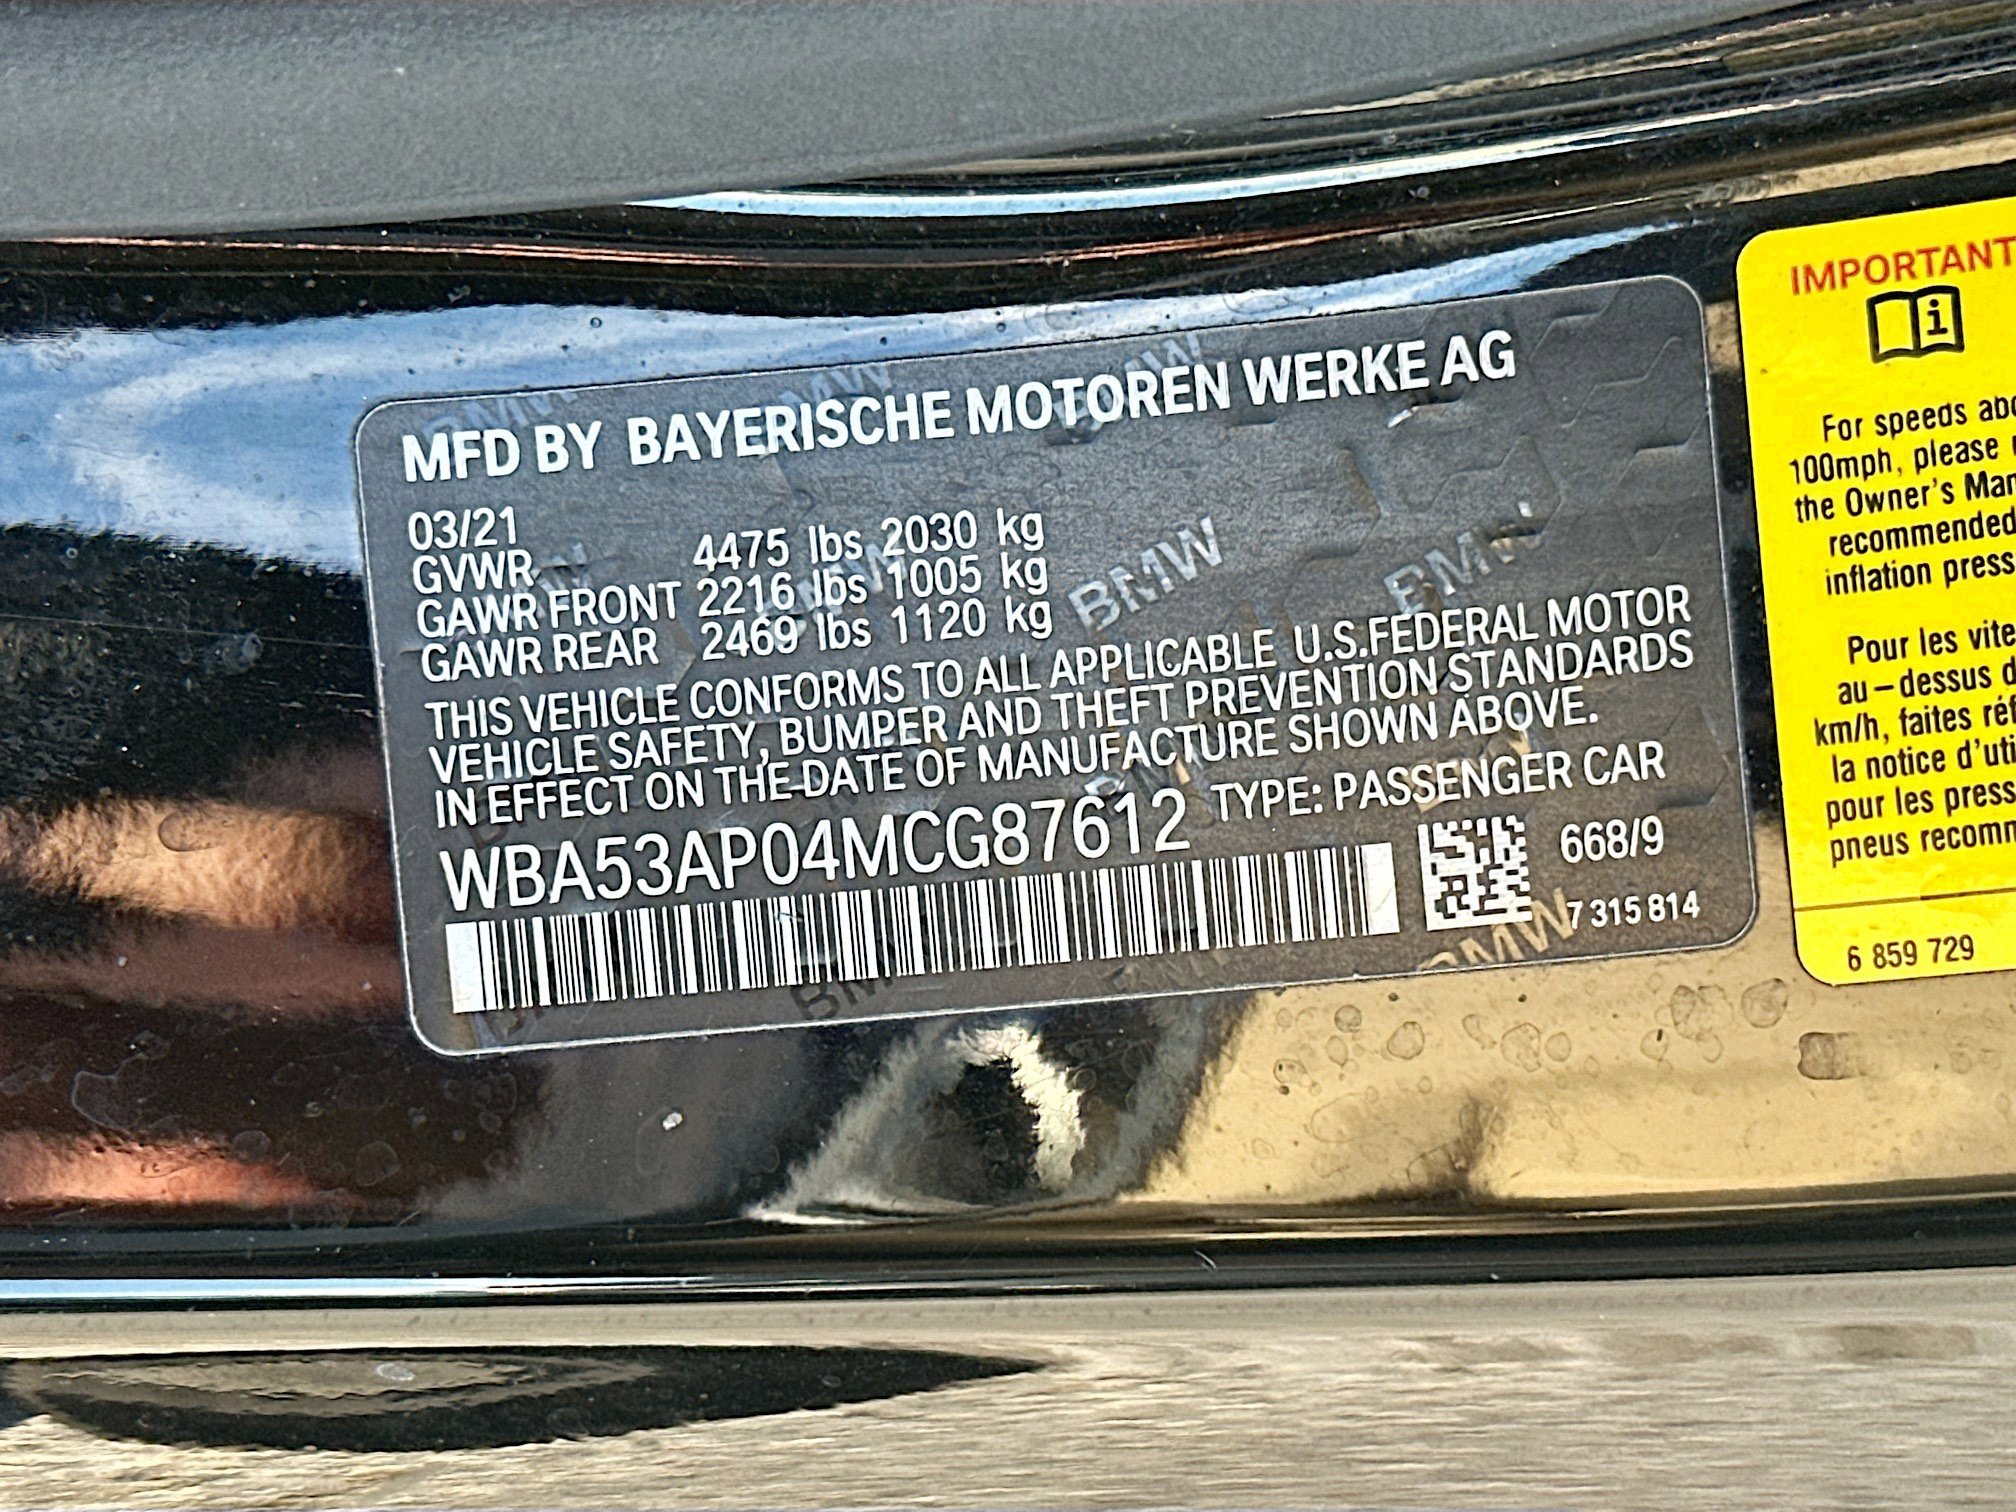 MFD BY BAYERISCHE MOTOREN WERKE AG
03/21
GVWR 4475 lbs 2030 kg
GAWR FRONT 2216 lbs 1005 kg
GAWR REAR 2469 lbs 1120 kg
THIS VEHICLE CONFORMS TO ALL APPLICABLE U.S.FEDERAL MOTOR
VEHICLE SAFETY, BUMPER AND THEFT PREVENTION STANDARDS
IN EFFECT ON THE DATE OF MANUFACTURE SHOWN ABOVE.
WBA53AP04MCG87612 TYPE: PASSENGER CAR
668/9
7 315 814
IMPORTANT
For speeds abo
100mph, please
the Owner's Man
recommended
inflation press
Pour les vite
au-dessus d
km/h, faites réf
la notice d'uti
pour les press
pneus recomm
6 859 729